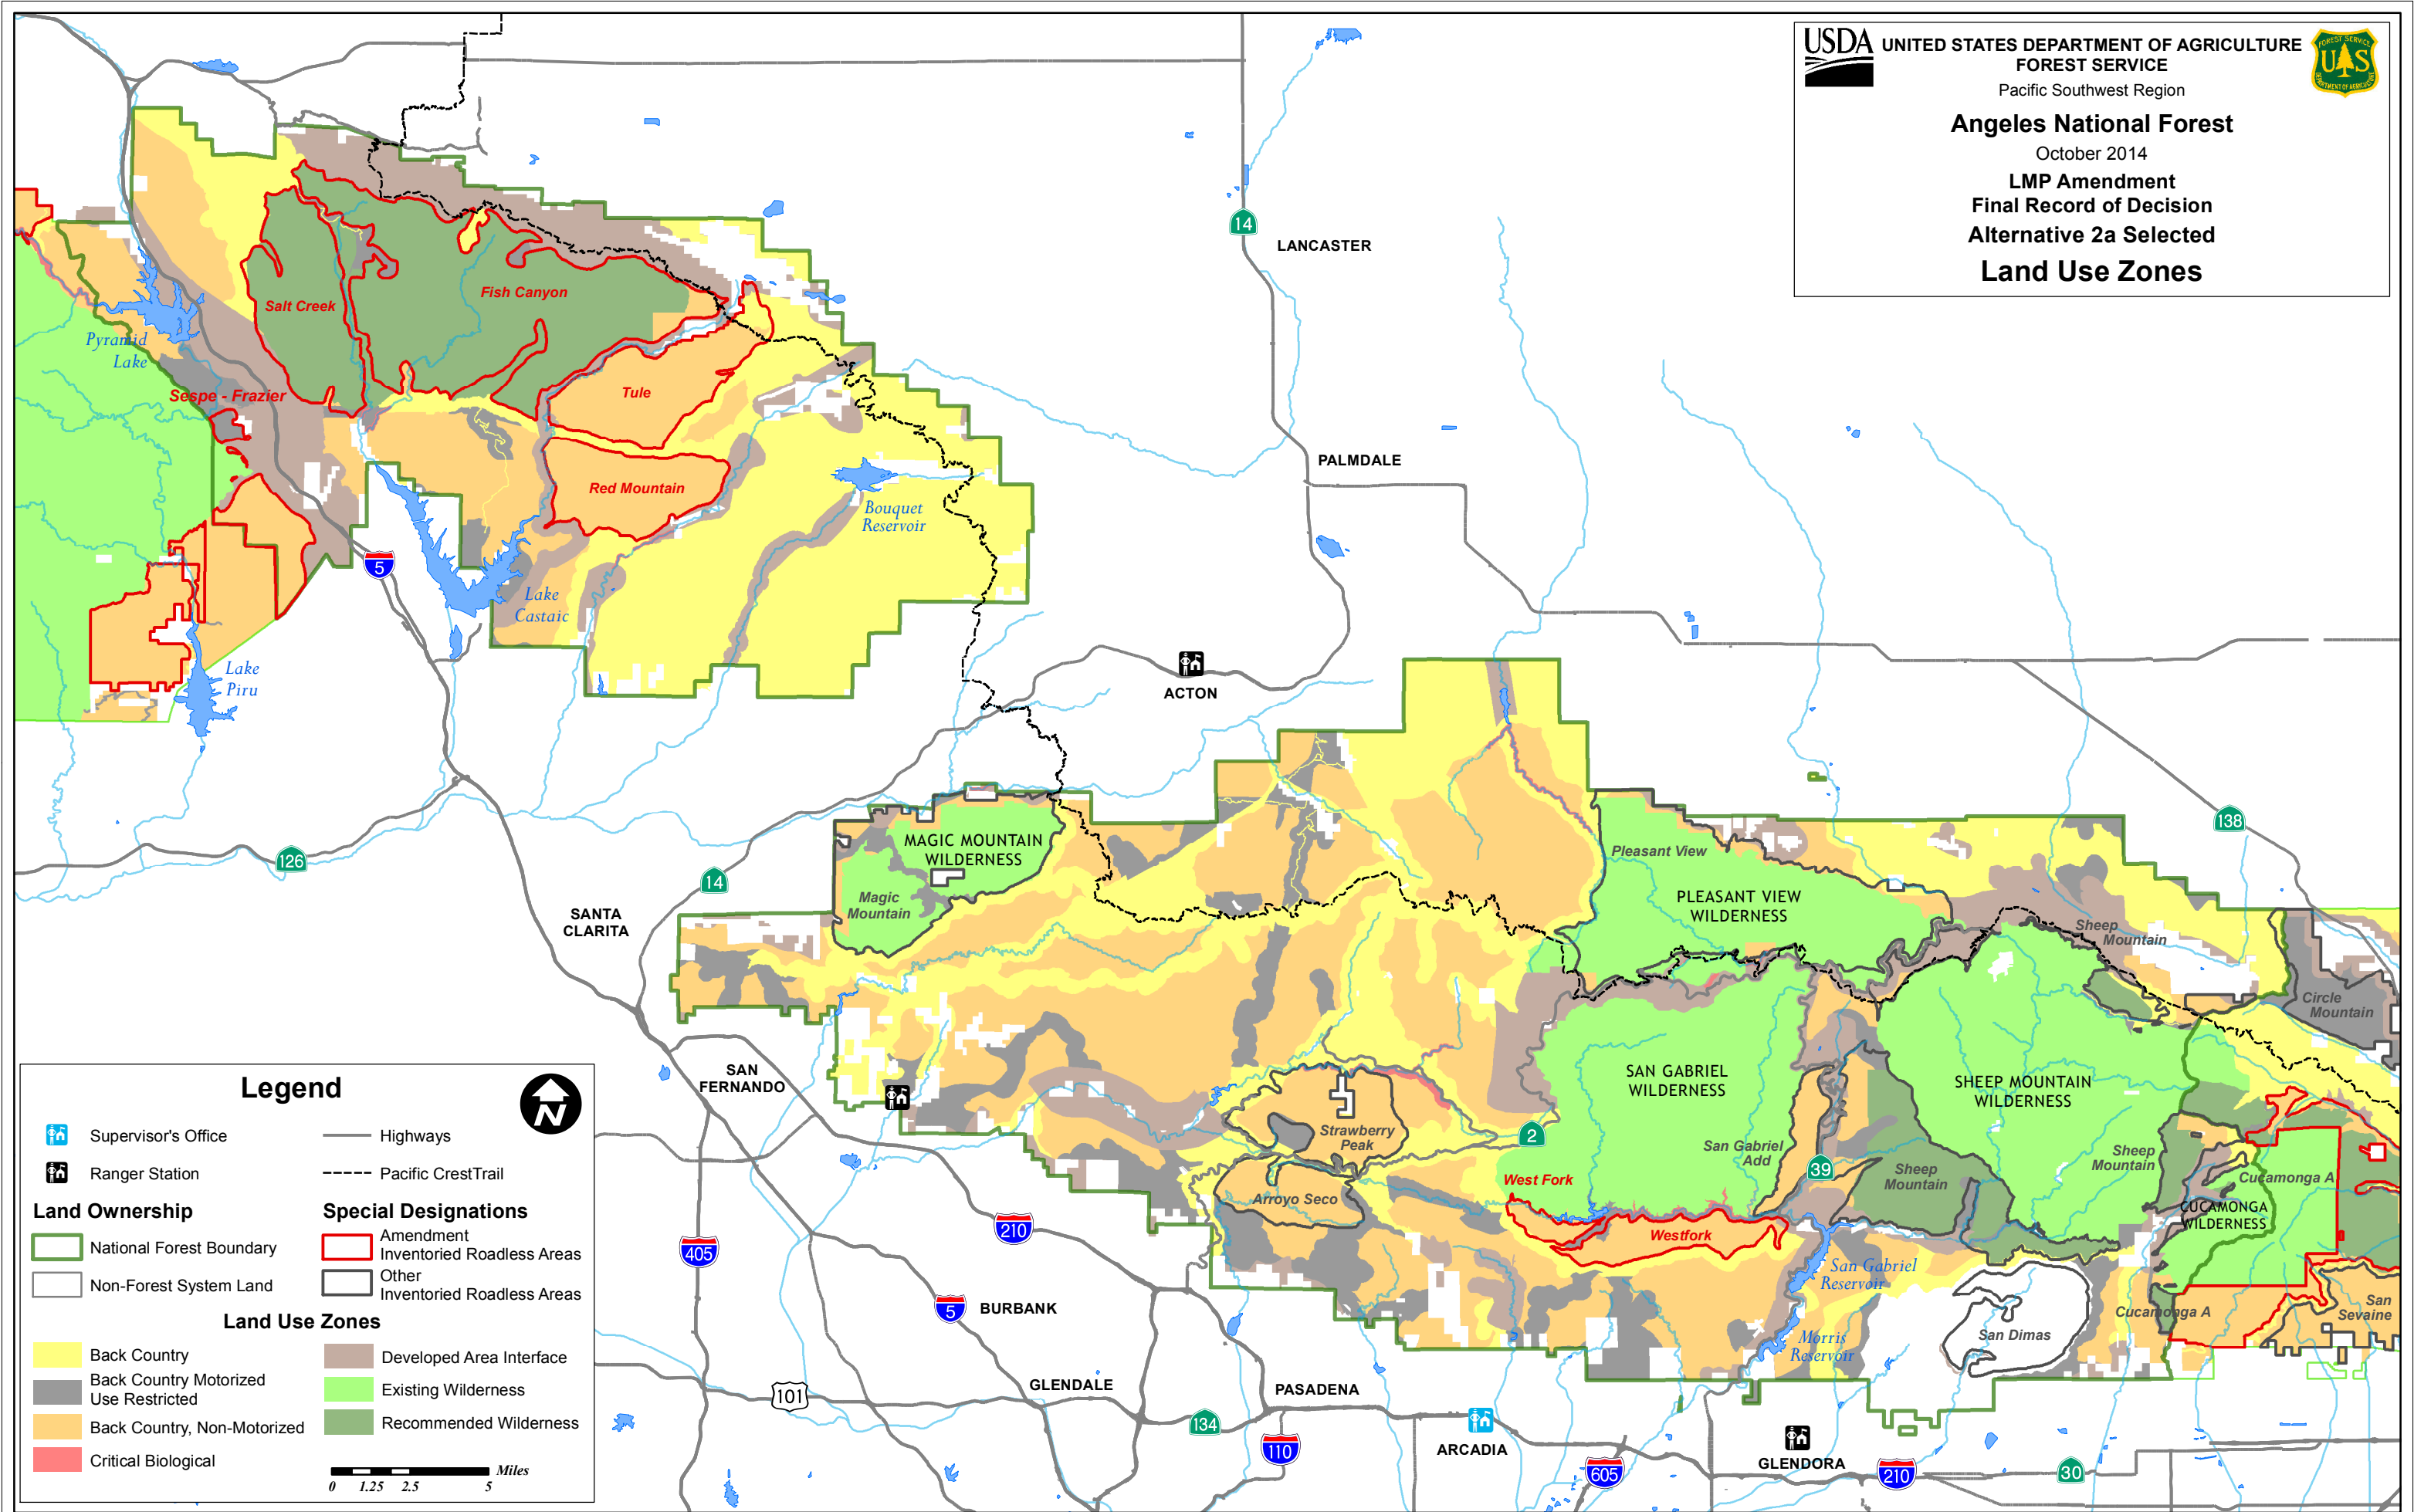 USDA
UNITED STATES DEPARTMENT OF AGRICULTURE
FOREST SERVICE
Pacific Southwest Region
Angeles National Forest
October 2014
LMP Amendment
Final Record of Decision
Alternative 2a Selected
Land Use Zones
FOREST SERVICE
U S
DEPARTMENT OF AGRICULTURE
14
LANCASTER
Salt Creek
Fish Canyon
Pyramid
Lake
Sespe - Frazier
Tule
Red Mountain
PALMDALE
Bouquet
Reservoir
5
Lake
Castaic
Lake
Piru
ACTON
126
14
SANTA
CLARITA
MAGIC MOUNTAIN
WILDERNESS
Magic
Mountain
138
Pleasant View
PLEASANT VIEW
WILDERNESS
Sheep
Mountain
Circle
Mountain
SAN
FERNANDO
SAN GABRIEL
WILDERNESS
SHEEP MOUNTAIN
WILDERNESS
Strawberry
Peak
2
San Gabriel
Add
39
Sheep
Mountain
Sheep
Mountain
West Fork
Arroyo Seco
Cucamonga A
CUCAMONGA
WILDERNESS
Westfork
San Gabriel
Reservoir
405
210
5
BURBANK
Morris
Reservoir
San Dimas
Cucamonga A
San
Sevaine
101
GLENDALE
134
PASADENA
110
ARCADIA
605
GLENDORA
210
30
Legend
N
Supervisor's Office
Ranger Station
Highways
Pacific CrestTrail
Land Ownership
National Forest Boundary
Non-Forest System Land
Special Designations
Amendment
Inventoried Roadless Areas
Other
Inventoried Roadless Areas
Land Use Zones
Back Country
Back Country Motorized
Use Restricted
Back Country, Non-Motorized
Critical Biological
Developed Area Interface
Existing Wilderness
Recommended Wilderness
Miles
0 1.25 2.5 5